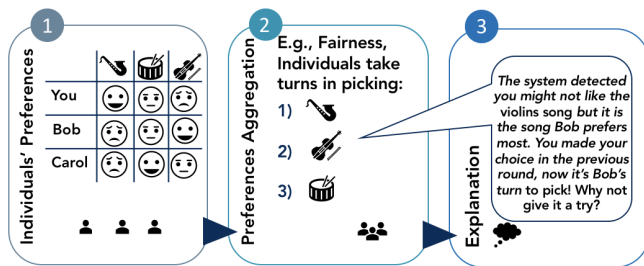 1
Individuals' Preferences
You
Bob
Carol
2
Preferences Aggregation
E.g., Fairness,
Individuals take
turns in picking:
1)
2)
3)
3
Explanation
The system detected
you might not like the
violins song but it is
the song Bob prefers
most. You made your
choice in the previous
round, now it's Bob's
turn to pick! Why not
give it a try?